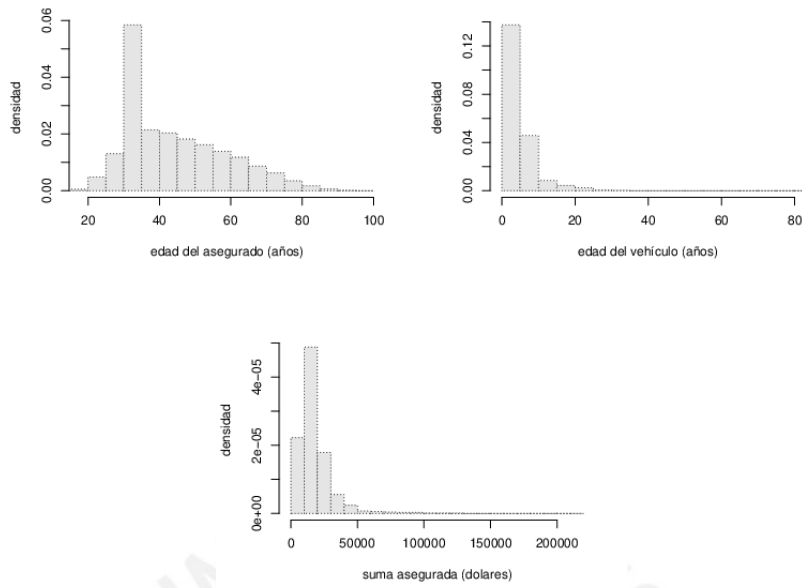 densidad
0.00 0.02 0.04 0.06
20 40 60 80 100
edad del asegurado (años)
densidad
0.00 0.04 0.08 0.12
0 20 40 60 80
edad del vehículo (años)
densidad
0e+00 2e−05 4e−05
0 50000 100000 150000 200000
suma asegurada (dolares)